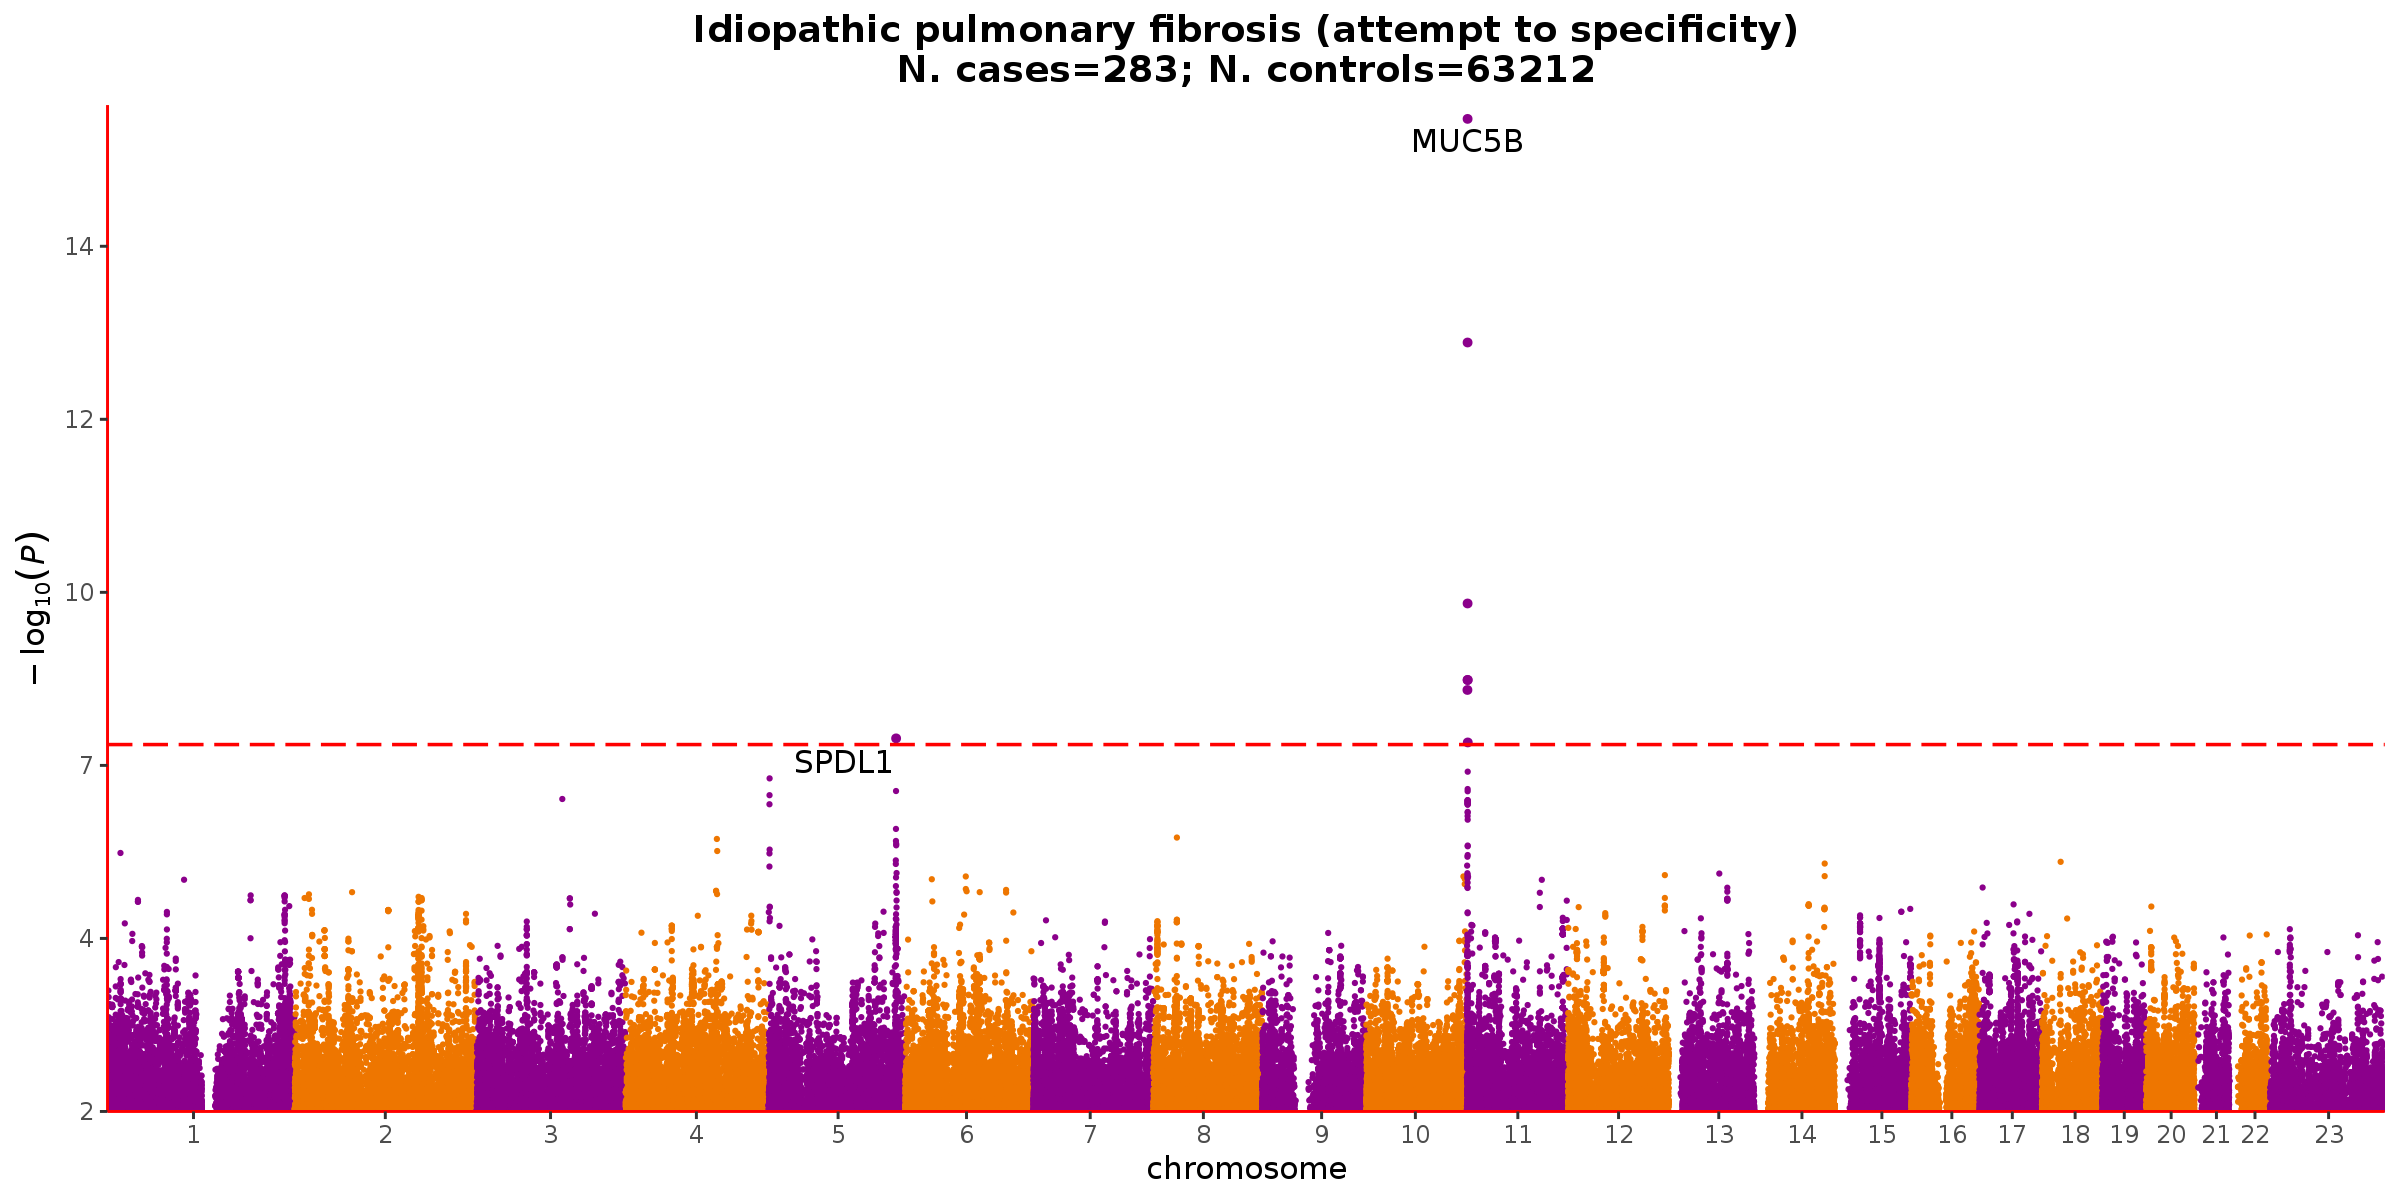 Idiopathic pulmonary fibrosis (attempt to specificity)
N. cases=283; N. controls=63212
MUC5B
14
12
10
−log₁₀(P)
SPDL1
7
4
2
1 2 3 4 5 6 7 8 9 10 11 12 13 14 15 16 17 18 19 20 21 22 23
chromosome